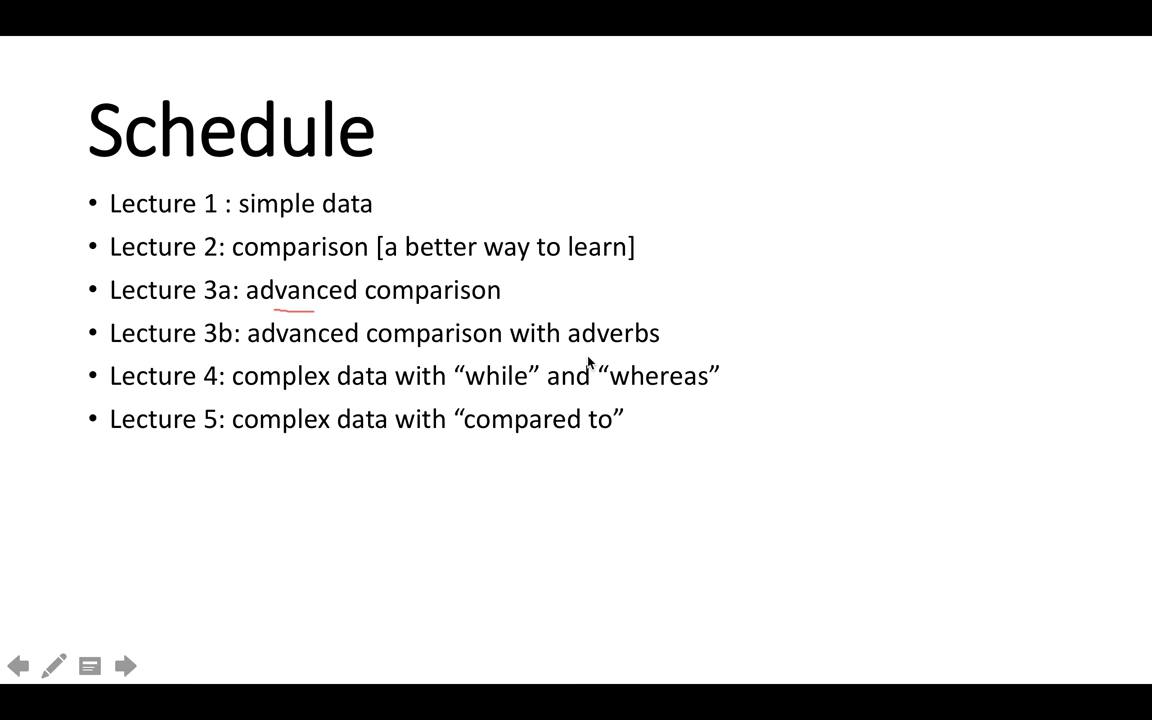 Schedule
• Lecture 1 : simple data
• Lecture 2: comparison [a better way to learn]
• Lecture 3a: advanced comparison
• Lecture 3b: advanced comparison with adverbs
• Lecture 4: complex data with “while” and “whereas”
• Lecture 5: complex data with “compared to”